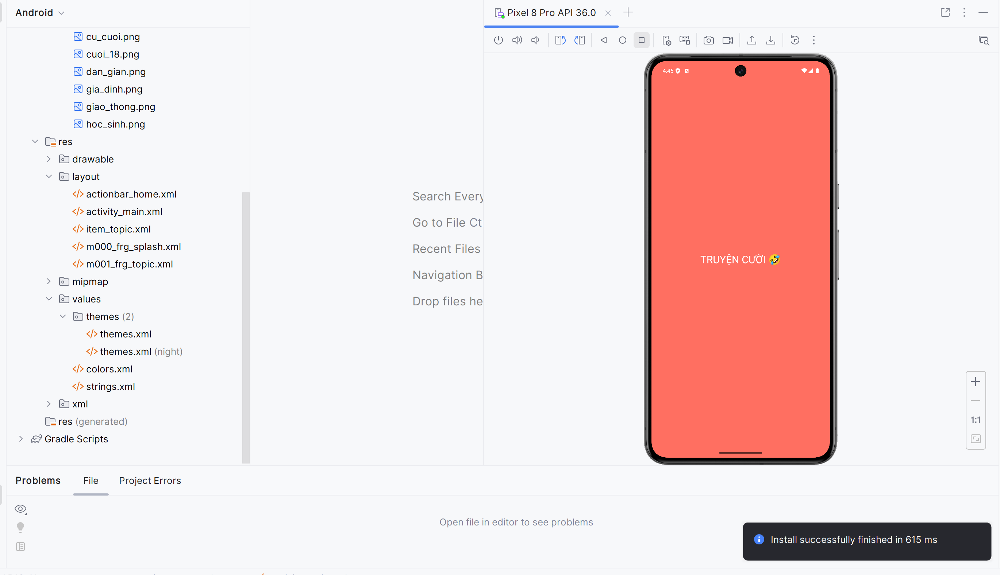 Android
cu_cuoi.png
cuoi_18.png
dan_gian.png
gia_dinh.png
giao_thong.png
hoc_sinh.png
res
drawable
layout
actionbar_home.xml
activity_main.xml
item_topic.xml
m000_frg_splash.xml
m001_frg_topic.xml
mipmap
values
themes (2)
themes.xml
themes.xml (night)
colors.xml
strings.xml
xml
res (generated)
Gradle Scripts
Search Every
Go to File
Recent Files
Navigation B
Drop files he
Pixel 8 Pro API 36.0
4:46
TRUYỆN CƯỜI 🤣
1:1
Problems File Project Errors
Open file in editor to see problems
Install successfully finished in 615 ms